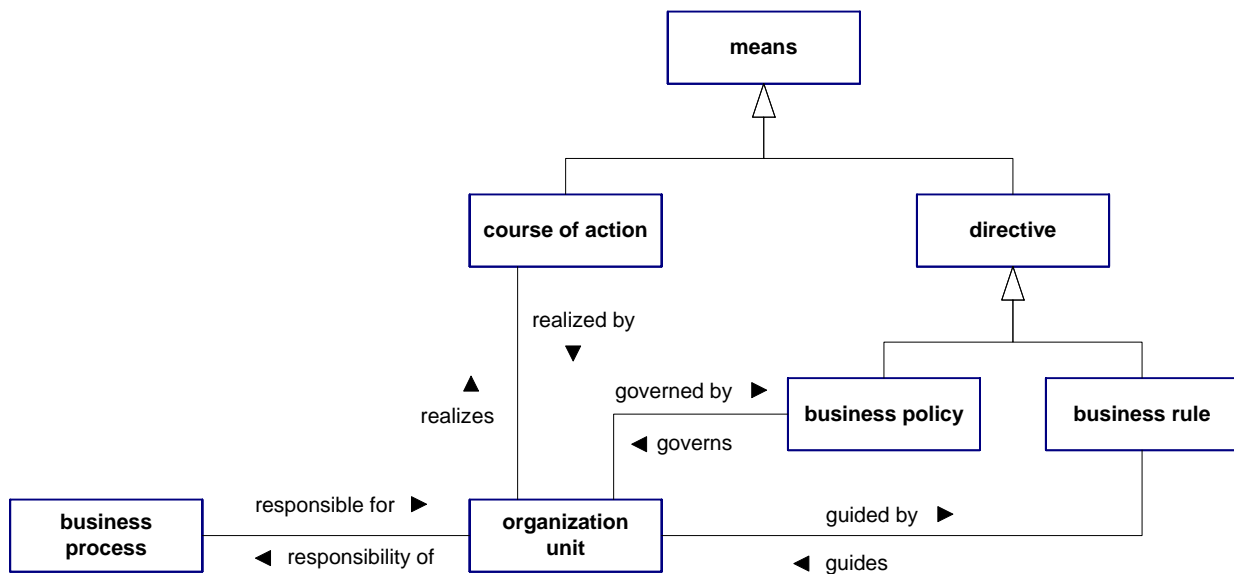 means
course of action
directive
realized by
governed by
business policy
business rule
realizes
governs
responsible for
business
process
organization
unit
guided by
responsibility of
guides